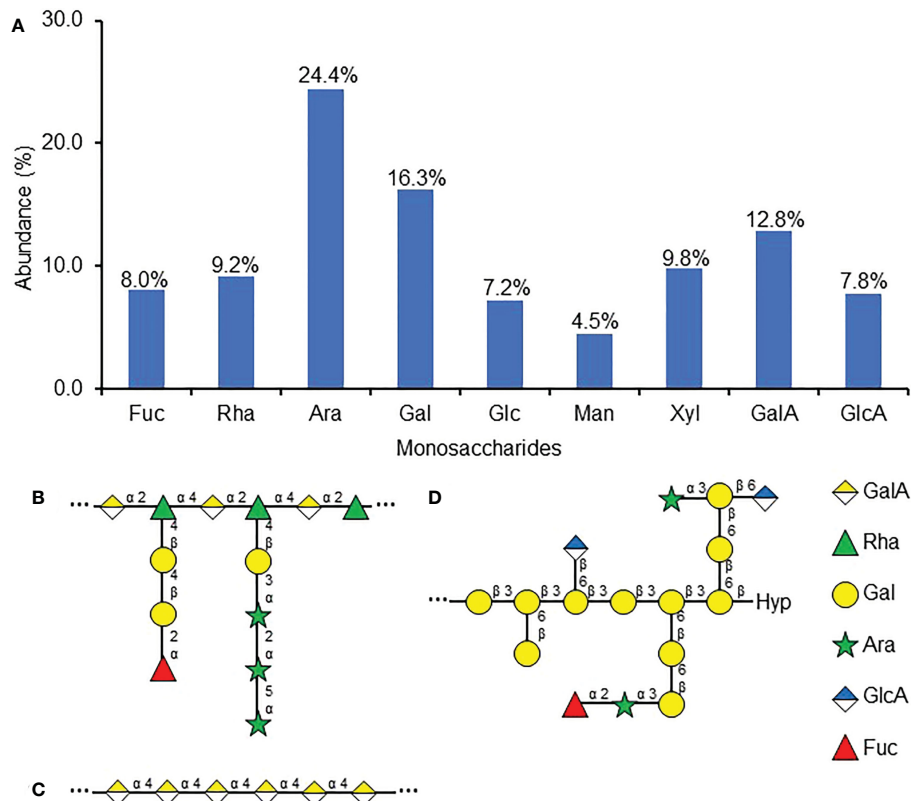 A
30.0
20.0
10.0
0.0
Abundance (%)
8.0%
9.2%
24.4%
16.3%
7.2%
4.5%
9.8%
12.8%
7.8%
Fuc Rha Ara Gal Glc Man Xyl GalA GlcA
Monosaccharides
B
... α 2 α 4 α 2 α 4 α 2 ...
4 β 4 β 2 α
4 β 3 α 2 α 5 α
C
... α 4 α 4 α 4 α 4 α 4 ...
D
α 3 β 6
β 6 β 6 β
β 6
... β 3 β 3 β 3 β 3 β 3 Hyp
6 β
6 β 6 β
α 2 α 3
GalA
Rha
Gal
Ara
GlcA
Fuc